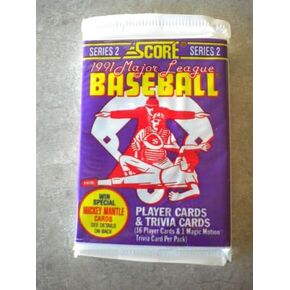 SERIES 2 SCORE® SERIES 2
1991 Major League
BASEBALL
WIN
SPECIAL
MICKEY MANTLE
CARDS
SEE DETAILS
ON BACK
PLAYER CARDS
& TRIVIA CARDS
(16 Player Cards & 1 Magic Motion
Trivia Card Per Pack)